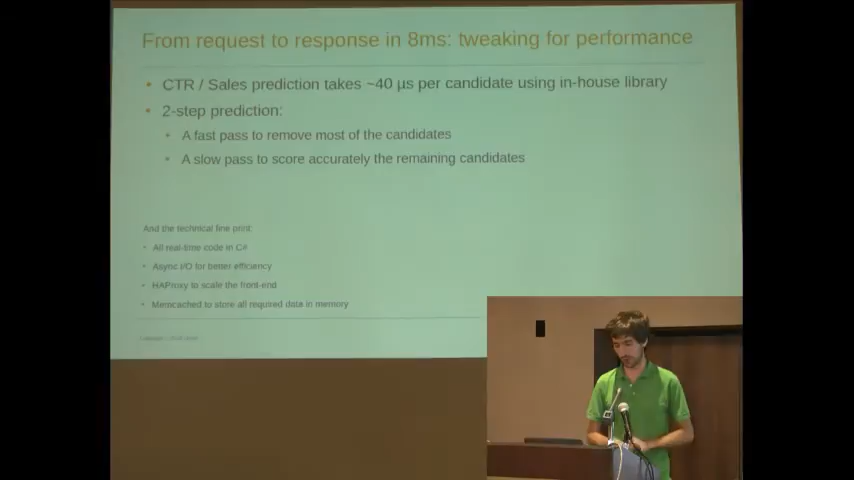 From request to response in 8ms: tweaking for performance
• CTR / Sales prediction takes ~40 µs per candidate using in-house library
• 2-step prediction:
• A fast pass to remove most of the candidates
• A slow pass to score accurately the remaining candidates
And the technical fine print:
• All real-time code in C#
• Async I/O for better efficiency
• HAProxy to scale the front-end
• Memcached to store all required data in memory